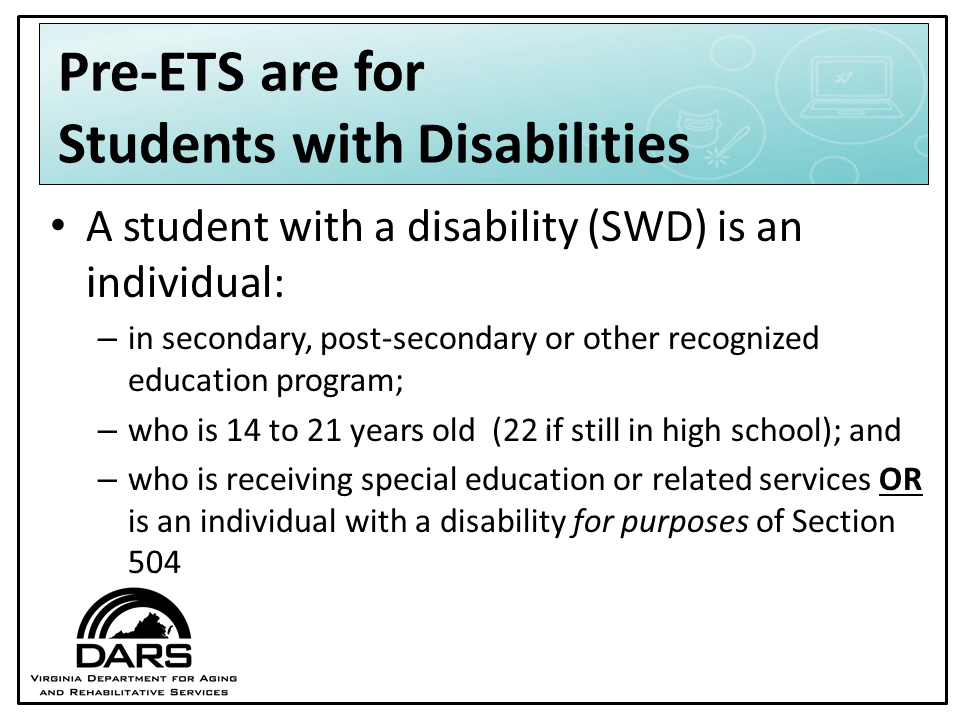 Pre-ETS are for
Students with Disabilities
• A student with a disability (SWD) is an
individual:
– in secondary, post-secondary or other recognized
education program;
– who is 14 to 21 years old (22 if still in high school); and
– who is receiving special education or related services OR
is an individual with a disability for purposes of Section
504
DARS
Virginia Department for Aging
and Rehabilitative Services